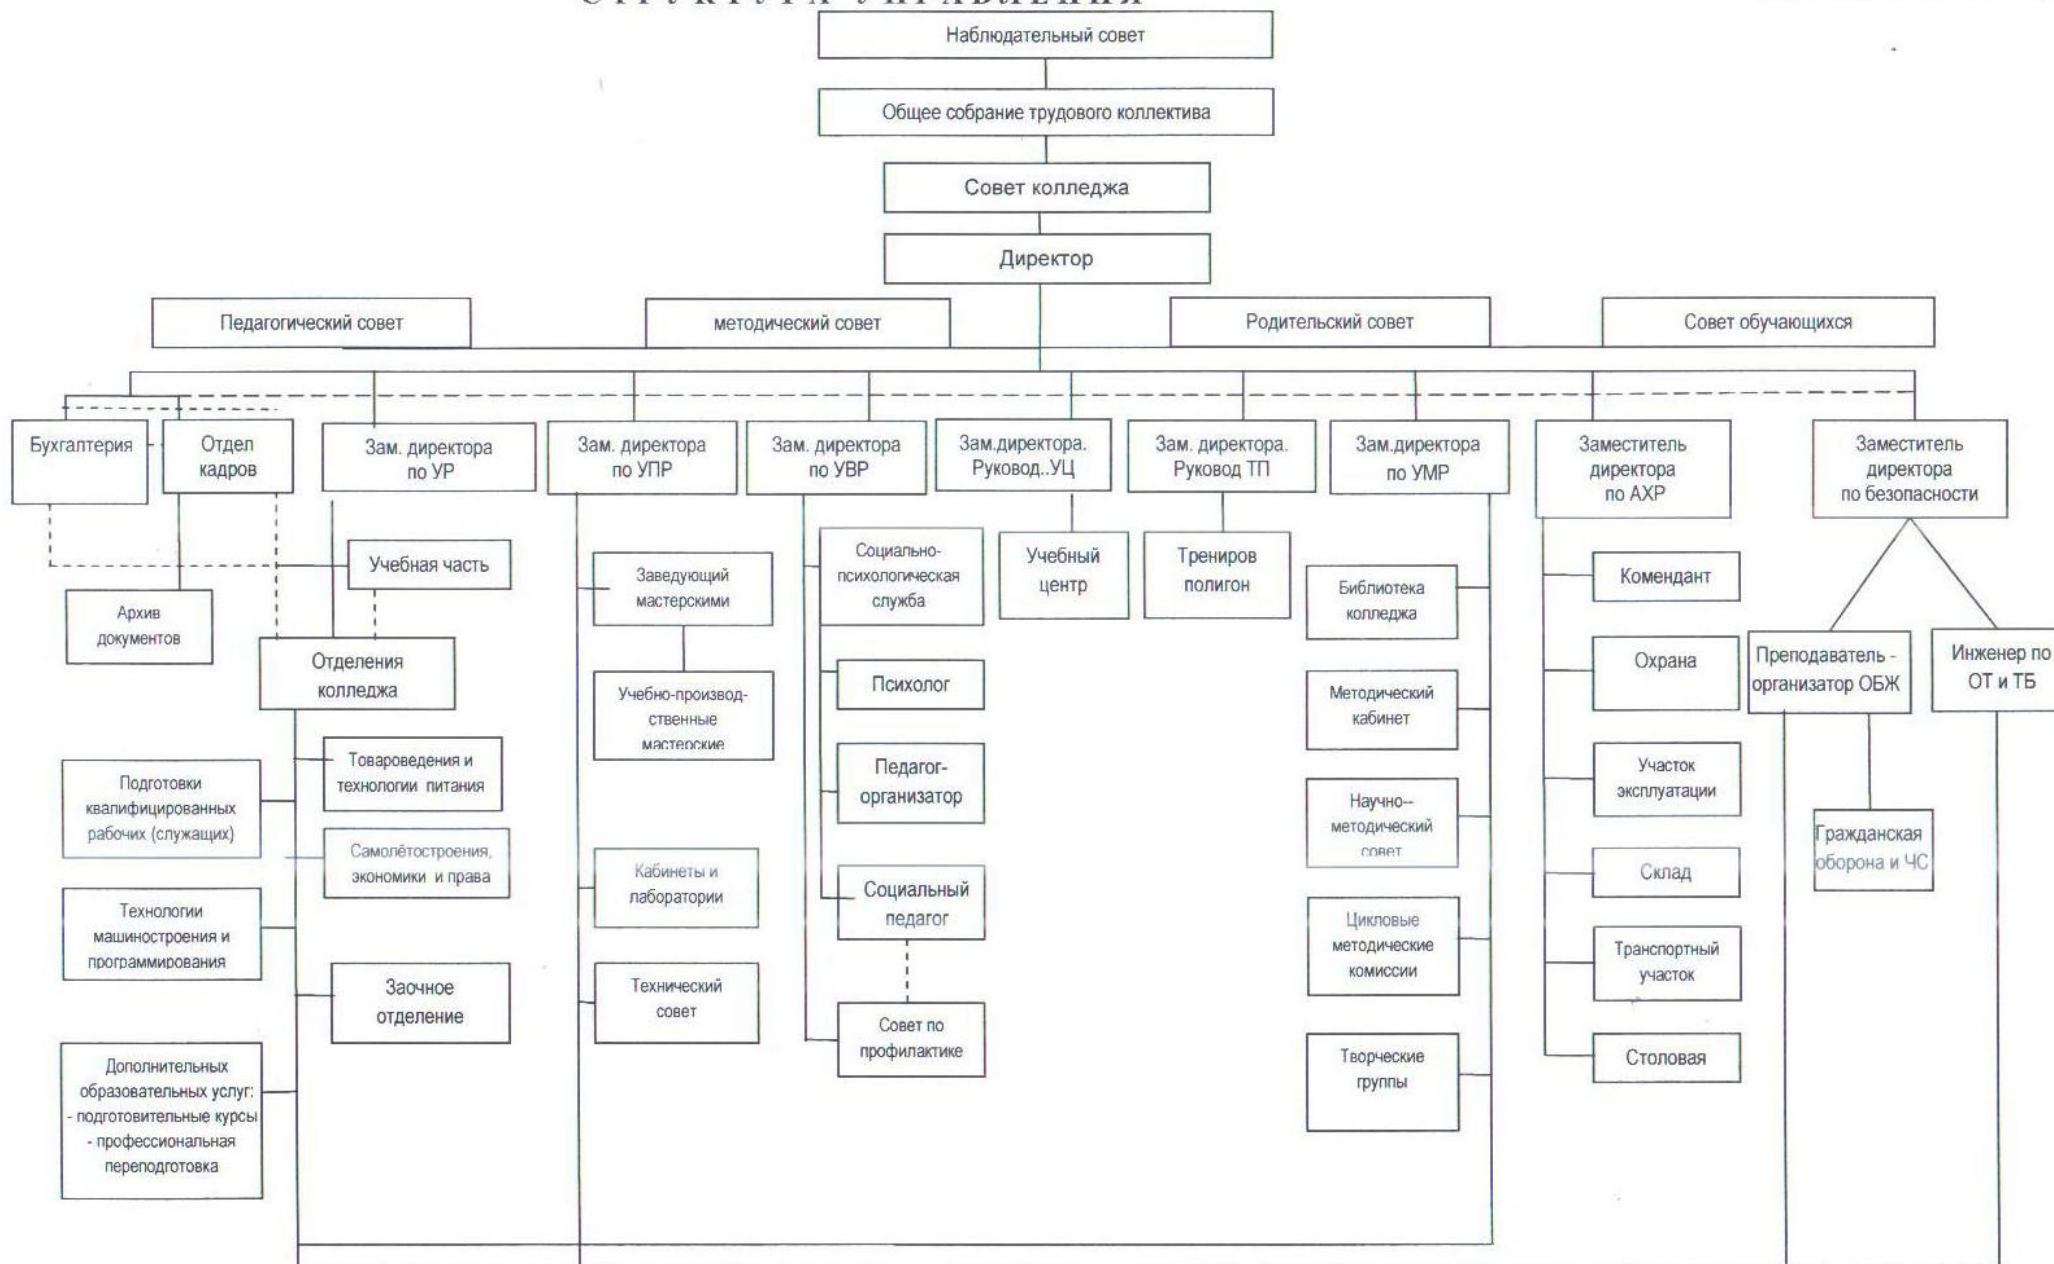 СТРУКТУРА УПРАВЛЕНИЯ
Наблюдательный совет
Общее собрание трудового коллектива
Совет колледжа
Директор
Педагогический совет
методический совет
Родительский совет
Совет обучающихся
Бухгалтерия
Отдел
кадров
Зам. директора
по УР
Зам. директора
по УПР
Зам. директора
по УВР
Зам.директора.
Руковод..УЦ
Зам. директора.
Руковод ТП
Зам.директора
по УМР
Заместитель
директора
по АХР
Заместитель
директора
по безопасности
Учебная часть
Архив
документов
Отделения
колледжа
Подготовки
квалифицированных
рабочих (служащих)
Технологии
машиностроения и
программирования
Дополнительных
образовательных услуг:
- подготовительные курсы
- профессиональная
переподготовка
Товароведения и
технологии питания
Самолётостроения,
экономики и права
Заочное
отделение
Заведующий
мастерскими
Учебно-производ-
ственные
мастерские
Кабинеты и
лаборатории
Технический
совет
Социально-
психологическая
служба
Психолог
Педагог-
организатор
Социальный
педагог
Совет по
профилактике
Учебный
центр
Трениров
полигон
Библиотека
колледжа
Методический
кабинет
Научно--
методический
совет
Цикловые
методические
комиссии
Творческие
группы
Комендант
Охрана
Участок
эксплуатации
Склад
Транспортный
участок
Столовая
Преподаватель -
организатор ОБЖ
Инженер по
ОТ и ТБ
Гражданская
оборона и ЧС